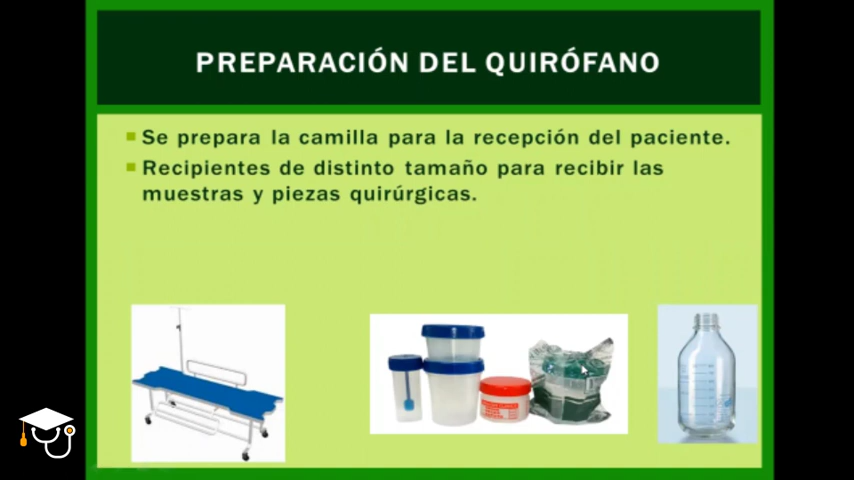 PREPARACIÓN DEL QUIRÓFANO
Se prepara la camilla para la recepción del paciente.
Recipientes de distinto tamaño para recibir las
muestras y piezas quirúrgicas.